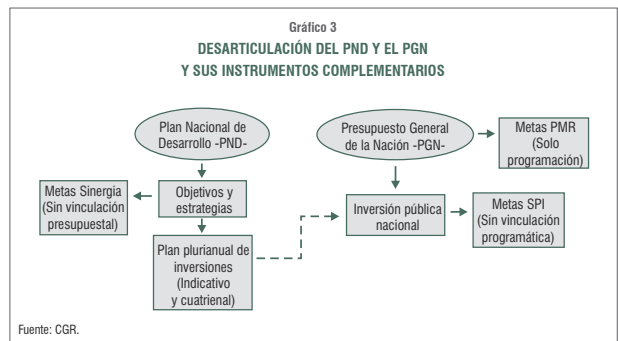 Gráfico 3
DESARTICULACIÓN DEL PND Y EL PGN
Y SUS INSTRUMENTOS COMPLEMENTARIOS
Plan Nacional de
Desarrollo -PND-
Presupuesto General
de la Nación -PGN-
Metas PMR
(Solo
programación)
Metas Sinergia
(Sin vinculación
presupuestal)
Objetivos y
estrategias
Inversión pública
nacional
Metas SPI
(Sin vinculación
programática)
Plan plurianual de
inversiones
(Indicativo
y cuatrienal)
Fuente: CGR.